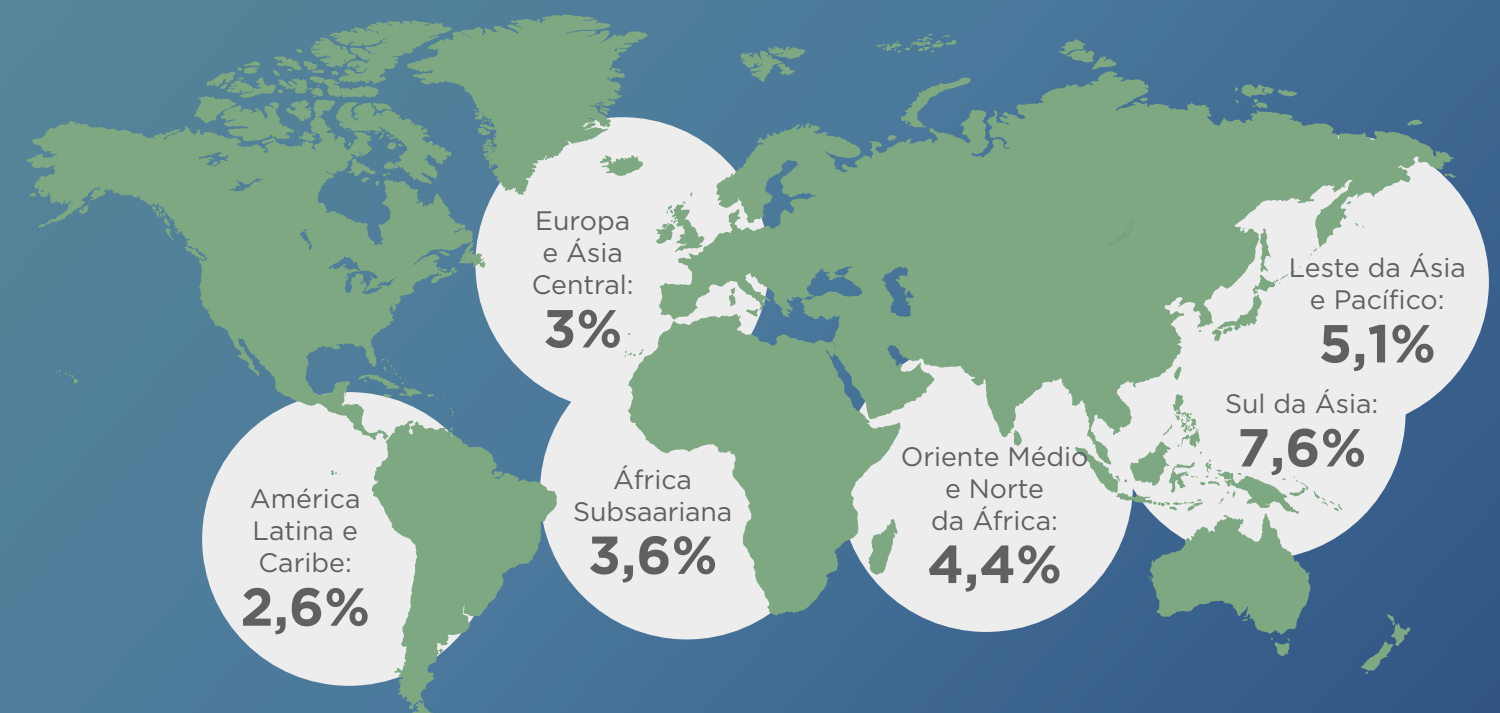 Europa
e Ásia
Central:
3%
Leste da Ásia
e Pacífico:
5,1%
Sul da Ásia:
7,6%
Oriente Médio
e Norte
da África:
4,4%
África
Subsaariana
3,6%
América
Latina e
Caribe:
2,6%